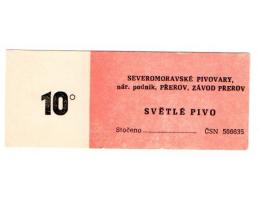 SEVEROMORAVSKÉ PIVOVARY,
nár. podnik, PŘEROV, ZÁVOD PŘEROV
10°
SVĚTLÉ PIVO
Stočeno ČSN 566635